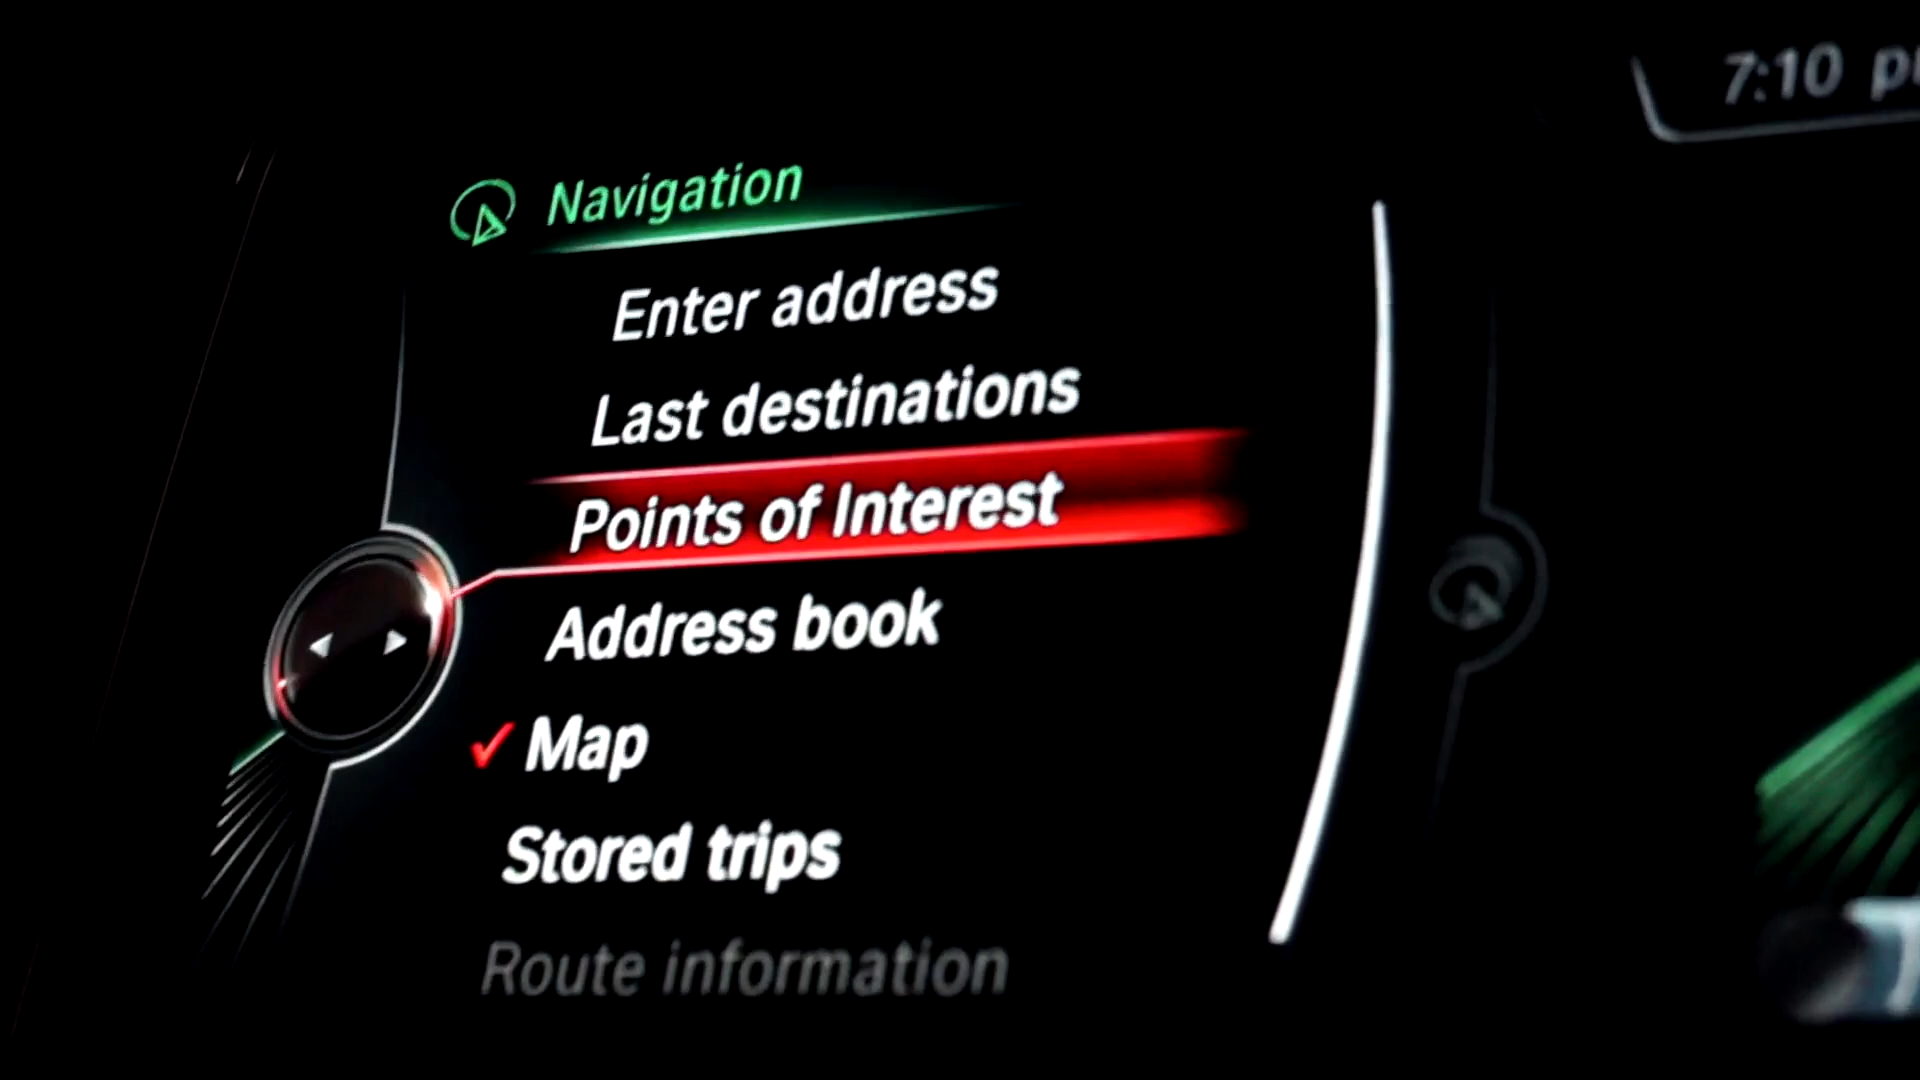 7:10
Navigation
Enter address
Last destinations
Points of Interest
Address book
Map
Stored trips
Route information